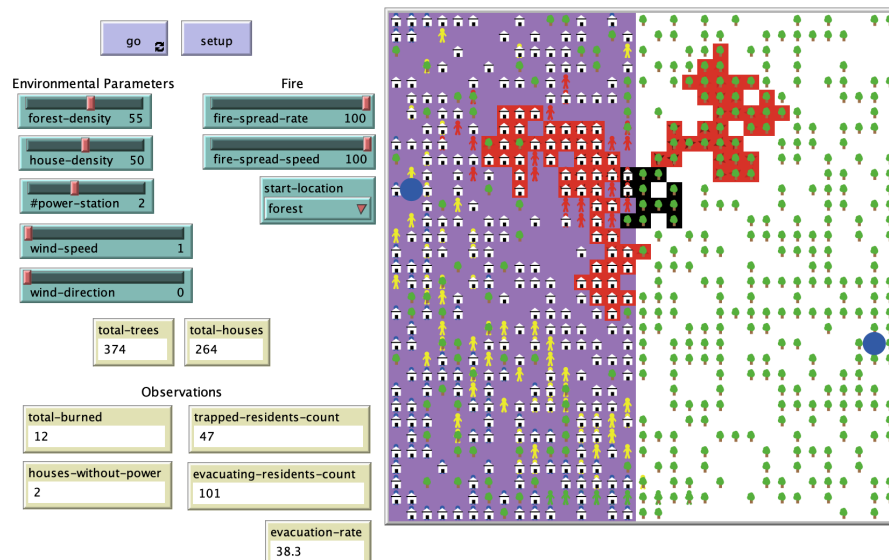 go
setup
Environmental Parameters
Fire
forest-density 55
fire-spread-rate 100
house-density 50
fire-spread-speed 100
#power-station 2
start-location
forest
wind-speed 1
wind-direction 0
total-trees
374
total-houses
264
Observations
total-burned
12
trapped-residents-count
47
houses-without-power
2
evacuating-residents-count
101
evacuation-rate
38.3